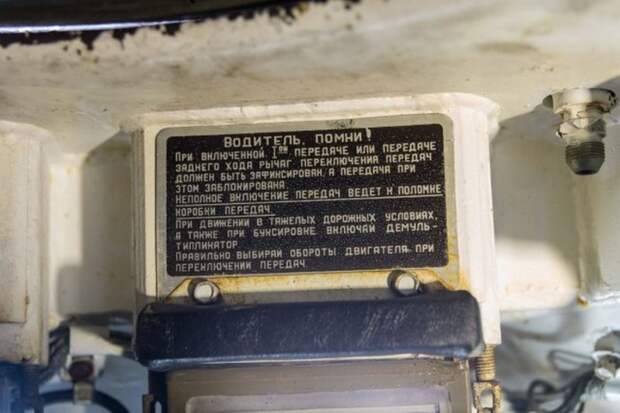 ВОДИТЕЛЬ, ПОМНИ!
ПРИ ВКЛЮЧЕННОЙ Iой ПЕРЕДАЧЕ ИЛИ ПЕРЕДАЧЕ
ЗАДНЕГО ХОДА РЫЧАГ ПЕРЕКЛЮЧЕНИЯ ПЕРЕДАЧ
ДОЛЖЕН БЫТЬ ЗАФИКСИРОВАН, А ПЕРЕДАЧА ПРИ
ЭТОМ ЗАБЛОКИРОВАНА.
НЕПОЛНОЕ ВКЛЮЧЕНИЕ ПЕРЕДАЧ ВЕДЕТ К ПОЛОМКЕ
КОРОБКИ ПЕРЕДАЧ.
ПРИ ДВИЖЕНИИ В ТЯЖЕЛЫХ ДОРОЖНЫХ УСЛОВИЯХ,
А ТАКЖЕ ПРИ БУКСИРОВКЕ ВКЛЮЧАЙ ДЕМУЛЬ-
ТИПЛИКАТОР.
ПРАВИЛЬНО ВЫБИРАЙ ОБОРОТЫ ДВИГАТЕЛЯ ПРИ
ПЕРЕКЛЮЧЕНИИ ПЕРЕДАЧ.